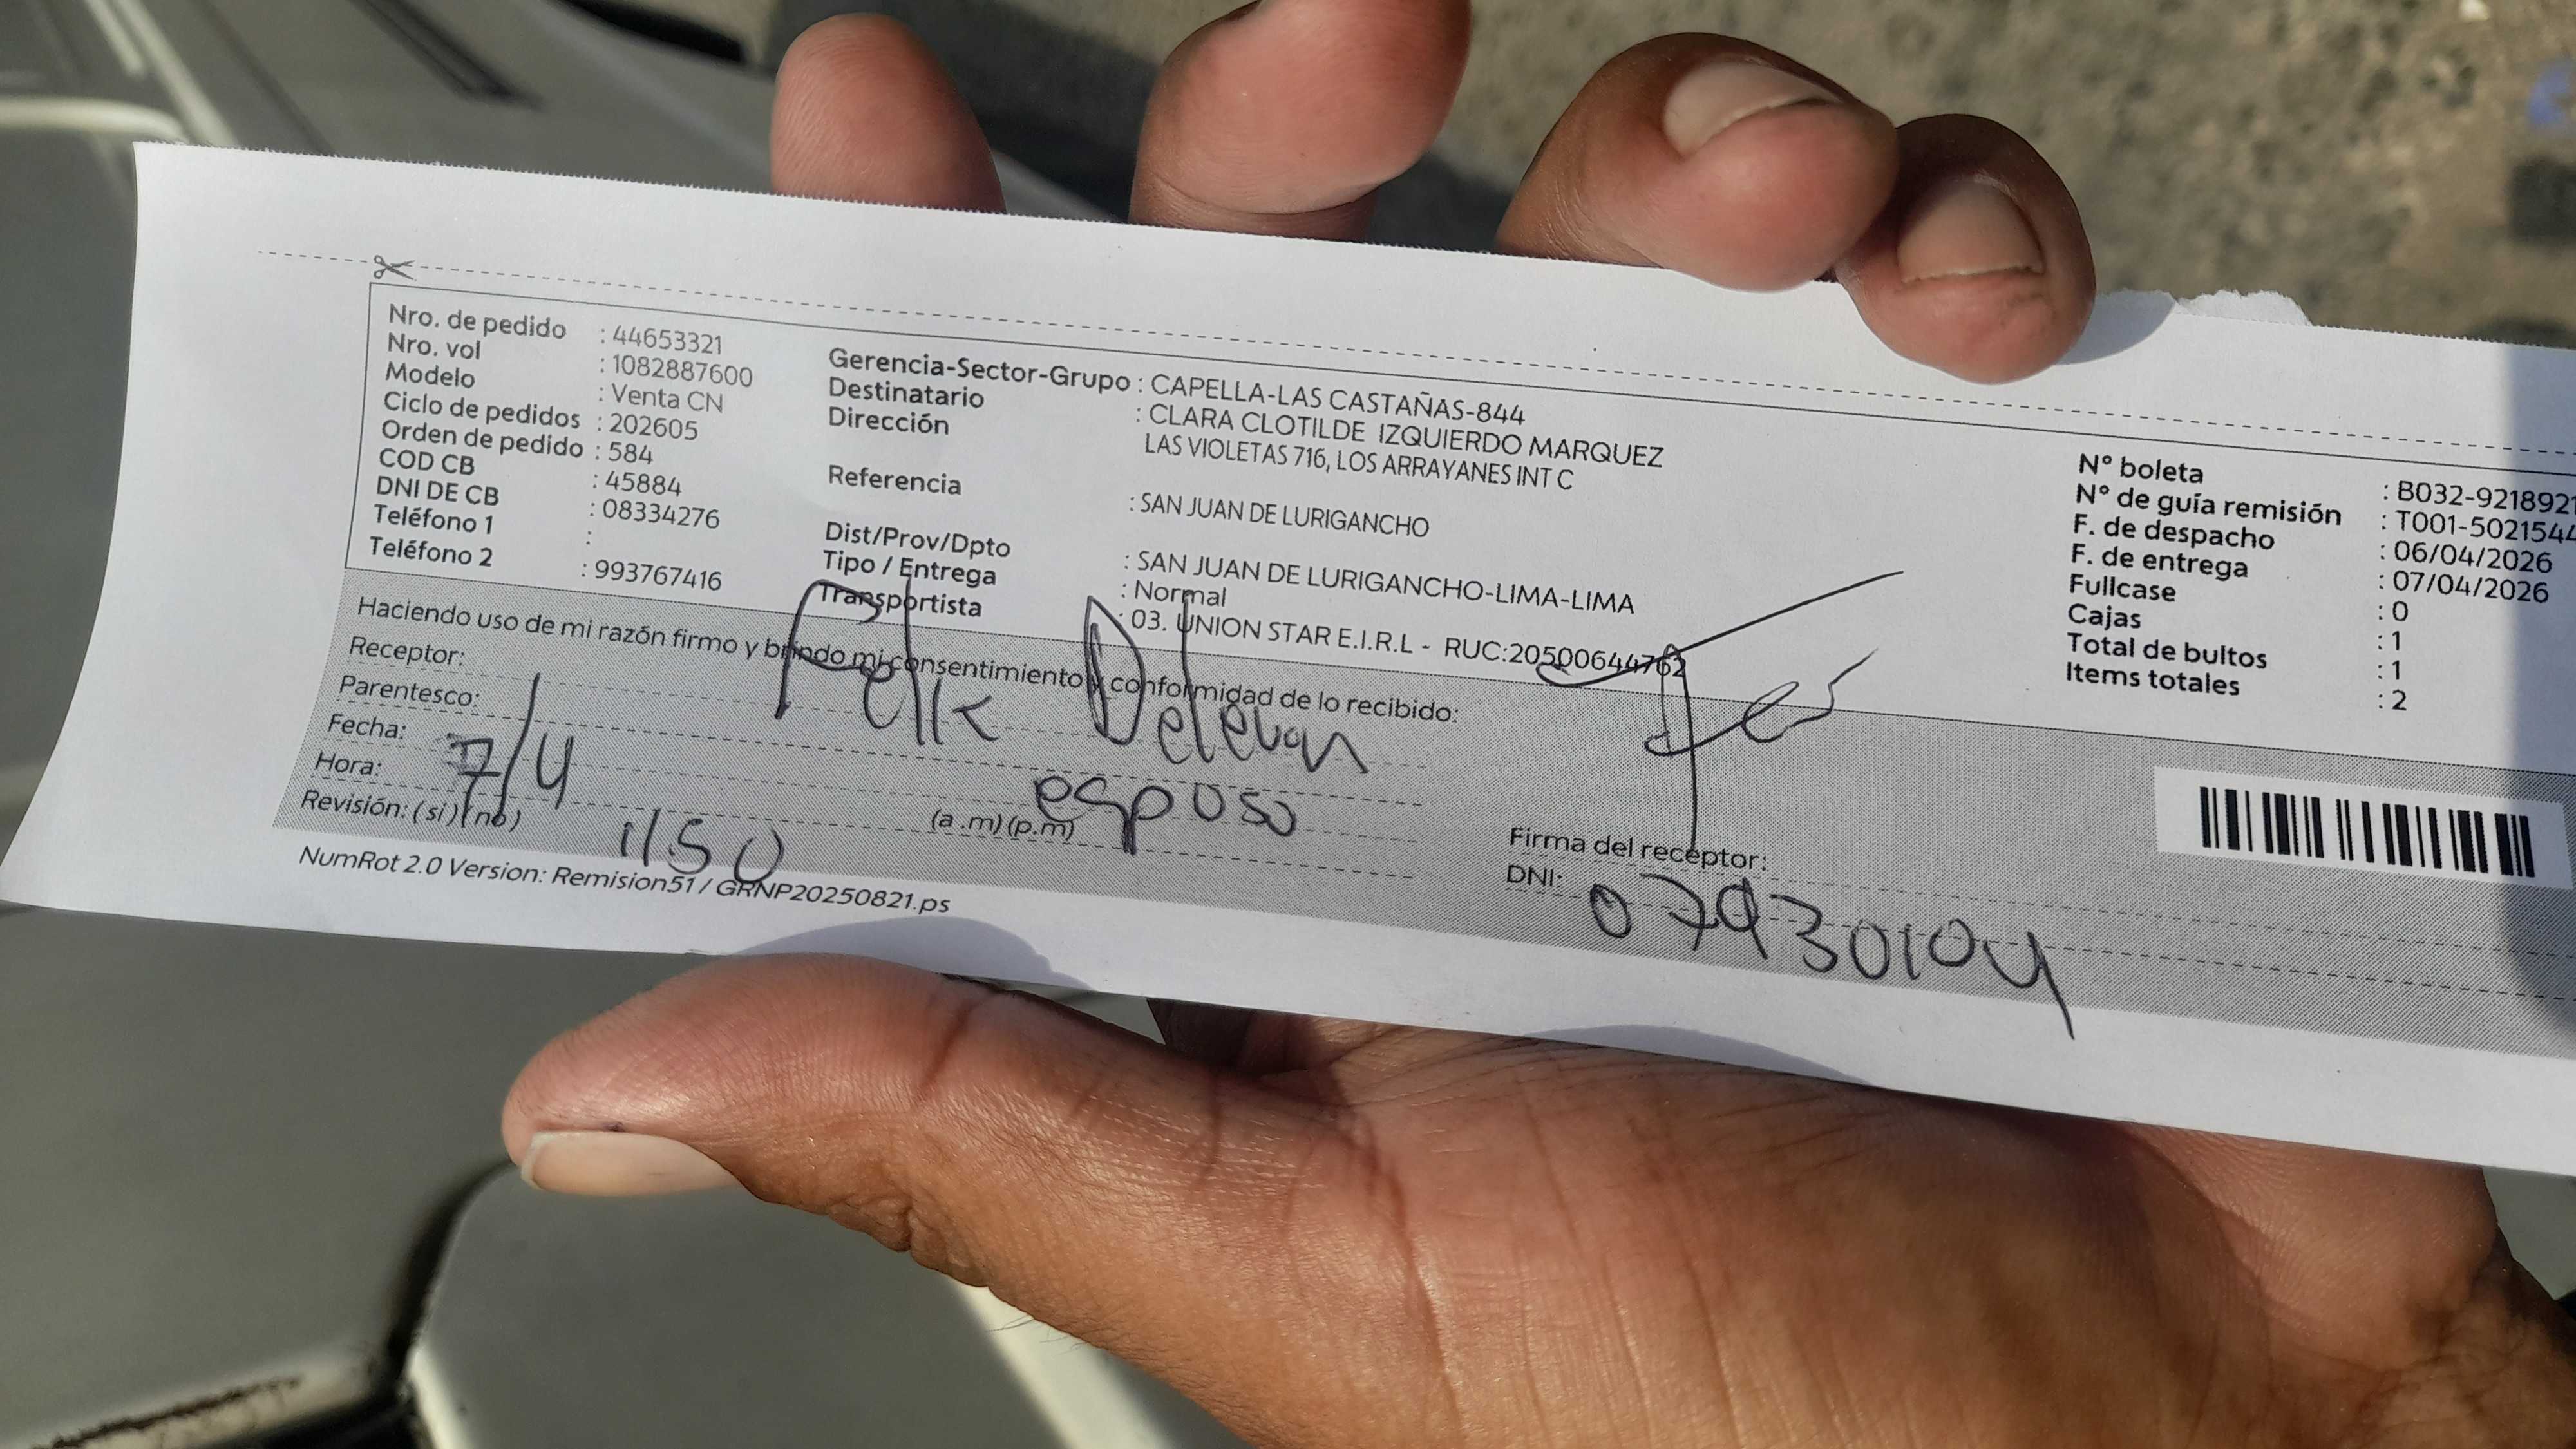 Nro. de pedido : 44653321
Nro. vol : 1082887600
Modelo : Venta CN
Ciclo de pedidos : 202605
Orden de pedido : 584
COD CB : 45884
DNI DE CB : 08334276
Teléfono 1 :
Teléfono 2 : 993767416
Gerencia-Sector-Grupo : CAPELLA-LAS CASTAÑAS-844
Destinatario : CLARA CLOTILDE IZQUIERDO MARQUEZ
Dirección LAS VIOLETAS 716, LOS ARRAYANES INT C
Referencia : SAN JUAN DE LURIGANCHO
Dist/Prov/Dpto : SAN JUAN DE LURIGANCHO-LIMA-LIMA
Tipo / Entrega : Normal
Transportista : 03. UNION STAR E.I.R.L - RUC:20500644762
N° boleta : B032-9218921
N° de guía remisión : T001-5021544
F. de despacho : 06/04/2026
F. de entrega : 07/04/2026
Fullcase : 0
Cajas : 1
Total de bultos : 1
Items totales : 2
Haciendo uso de mi razón firmo y brindo mi consentimiento y conformidad de lo recibido:
Receptor:
Parentesco: esposo
Fecha: 7/4
Hora: 1150 (a .m) (p.m)
Revisión: ( si ) ( no )
Firma del receptor:
DNI: 07930104
NumRot 2.0 Version: Remision51 / GRNP20250821.ps